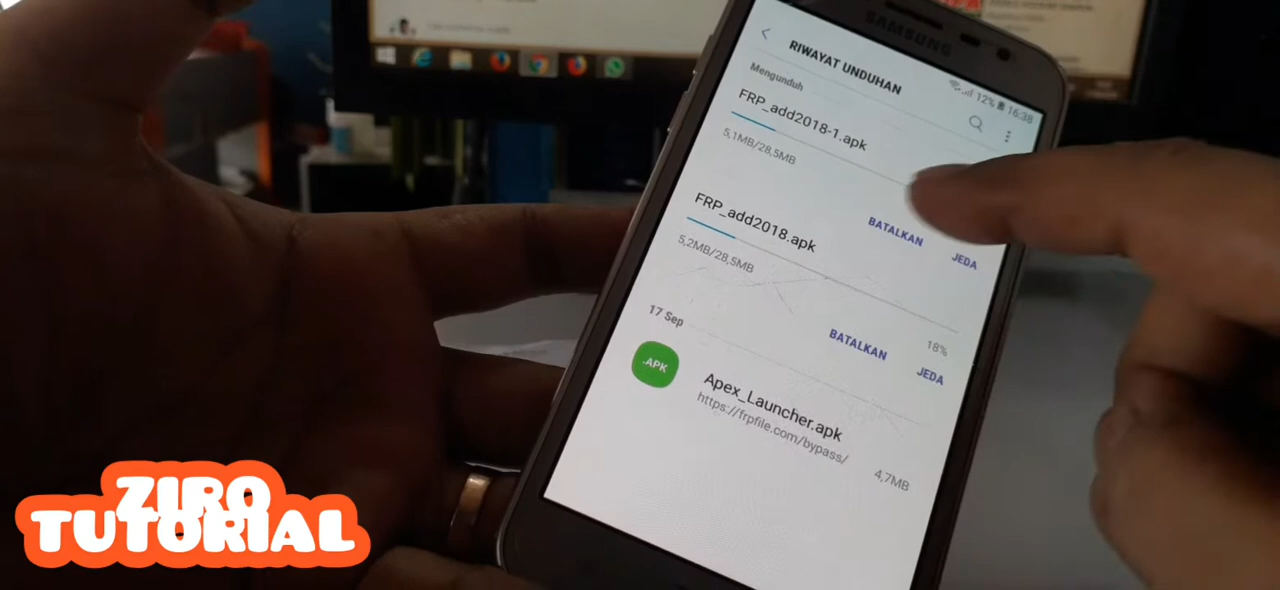 SAMSUNG
12% 16:38
RIWAYAT UNDUHAN
Mengunduh
FRP_add2018-1.apk
5,1MB/28,5MB
BATALKAN
JEDA
FRP_add2018.apk
5,2MB/28,5MB
18%
BATALKAN
JEDA
17 Sep
.APK
Apex_Launcher.apk
https://frpfile.com/bypass/
4,7MB
ZIRO
TUTORIAL